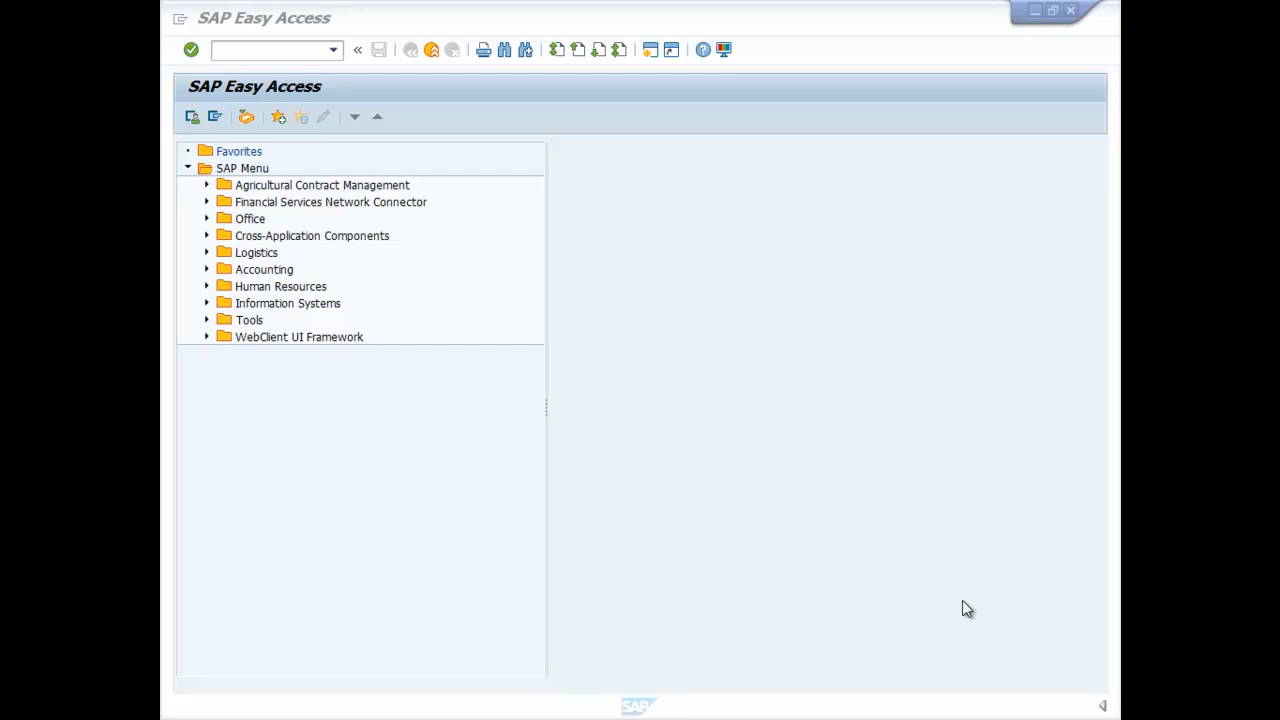 SAP Easy Access
SAP Easy Access
Favorites
SAP Menu
Agricultural Contract Management
Financial Services Network Connector
Office
Cross-Application Components
Logistics
Accounting
Human Resources
Information Systems
Tools
WebClient UI Framework
SAP